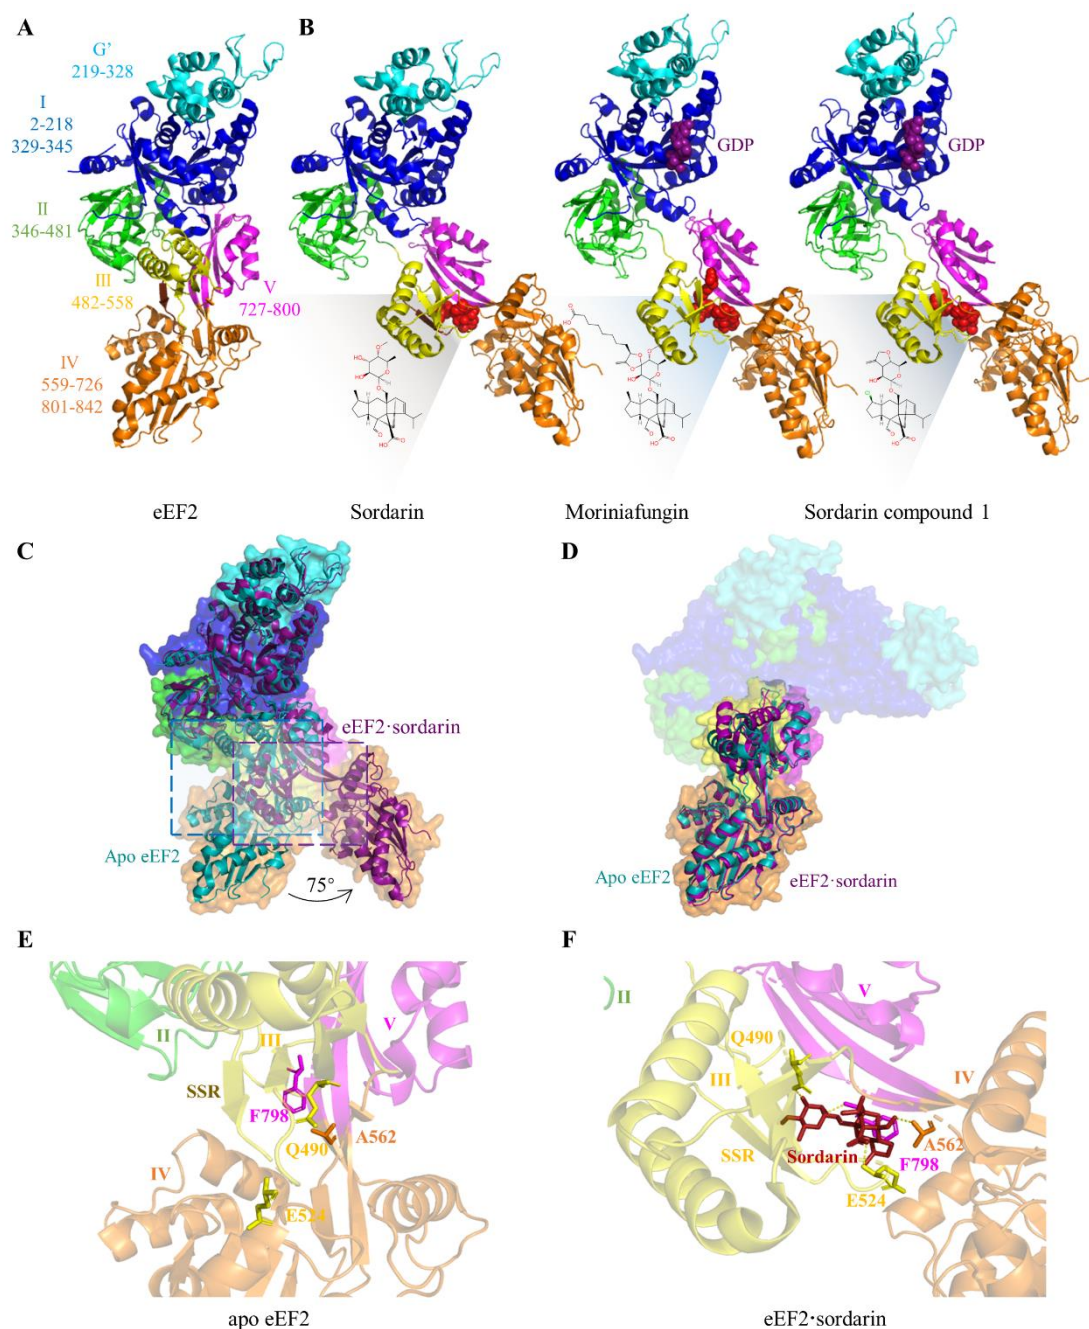 A
B
G'
219-328
I
2-218
329-345
GDP
GDP
II
346-481
III
482-558
V
727-800
IV
559-726
801-842
eEF2
Sordarin
Moriniafungin
Sordarin compound 1
C
D
eEF2·sordarin
Apo eEF2
75°
Apo eEF2
eEF2·sordarin
E
F
II
III
V
SSR
F798
Q490
A562
IV
E524
II
V
Q490
III
IV
SSR
Sordarin
A562
F798
E524
apo eEF2
eEF2·sordarin